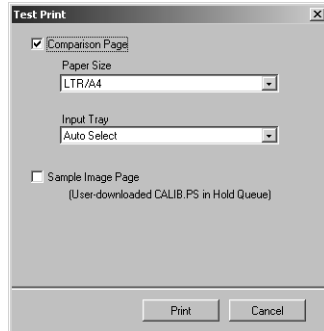 Test Print
Comparison Page
Paper Size
LTR/A4
Input Tray
Auto Select
Sample Image Page
(User-downloaded CALIB.PS in Hold Queue)
Print Cancel